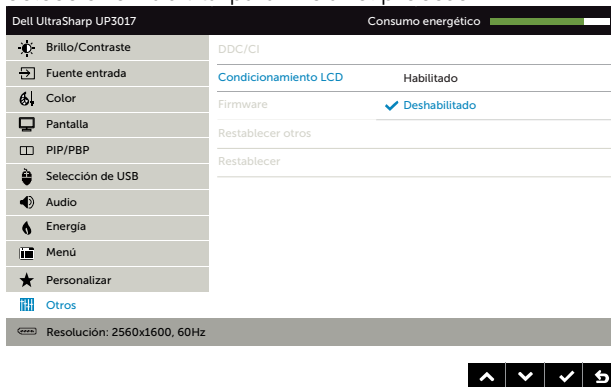 Dell UltraSharp UP3017
Consumo energético
Brillo/Contraste
DDC/CI
Fuente entrada
Condicionamiento LCD
Habilitado
Color
Firmware
Deshabilitado
Pantalla
Restablecer otros
PIP/PBP
Restablecer
Selección de USB
Audio
Energía
Menú
Personalizar
Otros
Resolución: 2560x1600, 60Hz